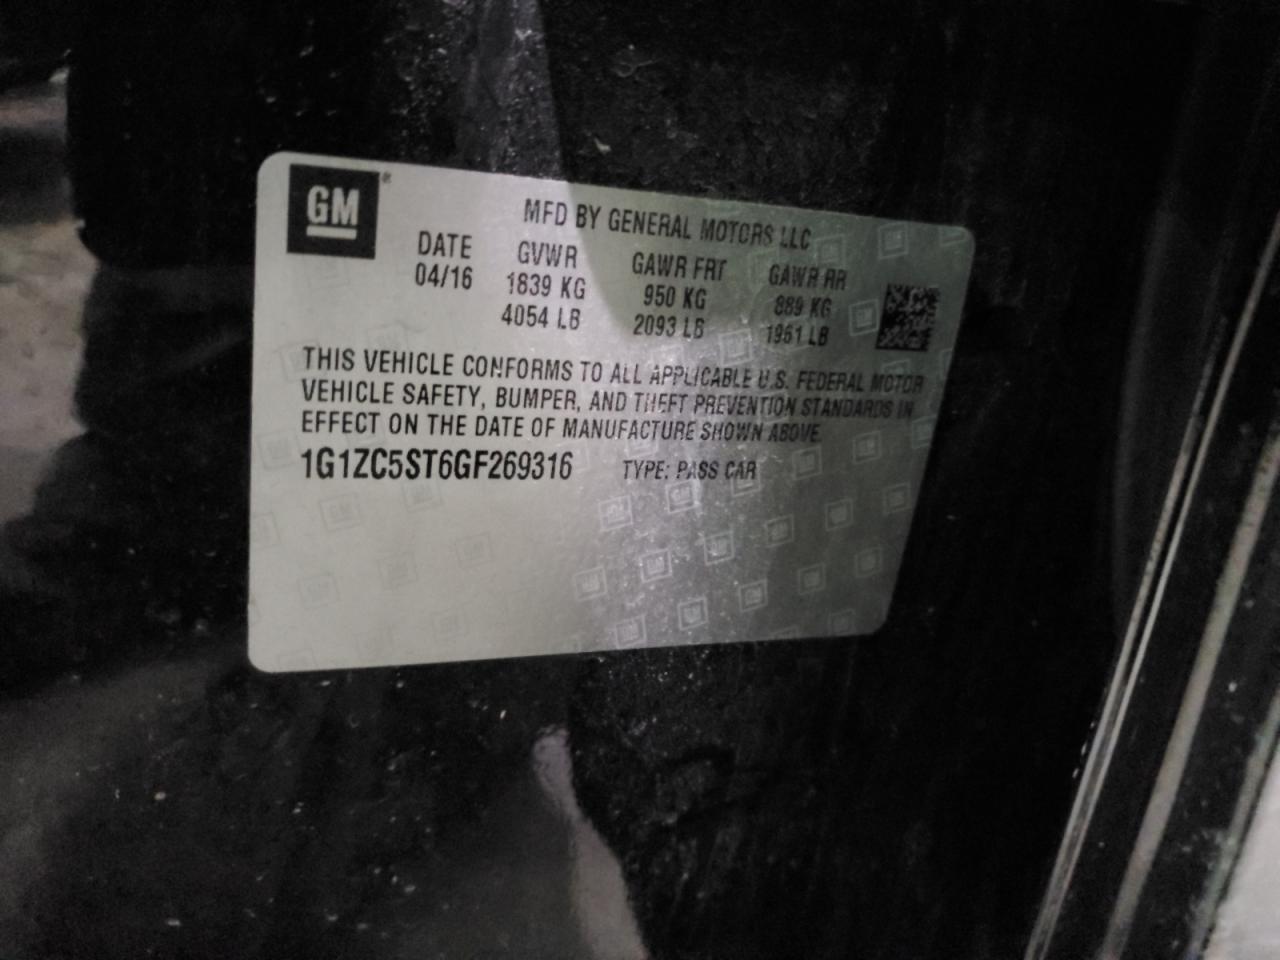 GM
MFD BY GENERAL MOTORS LLC
DATE GVWR GAWR FRT GAWR RR
04/16 1839 KG 950 KG 889 KG
4054 LB 2093 LB 1961 LB
THIS VEHICLE CONFORMS TO ALL APPLICABLE U.S. FEDERAL MOTOR
VEHICLE SAFETY, BUMPER, AND THEFT PREVENTION STANDARDS IN
EFFECT ON THE DATE OF MANUFACTURE SHOWN ABOVE.
1G1ZC5ST6GF269316 TYPE: PASS CAR